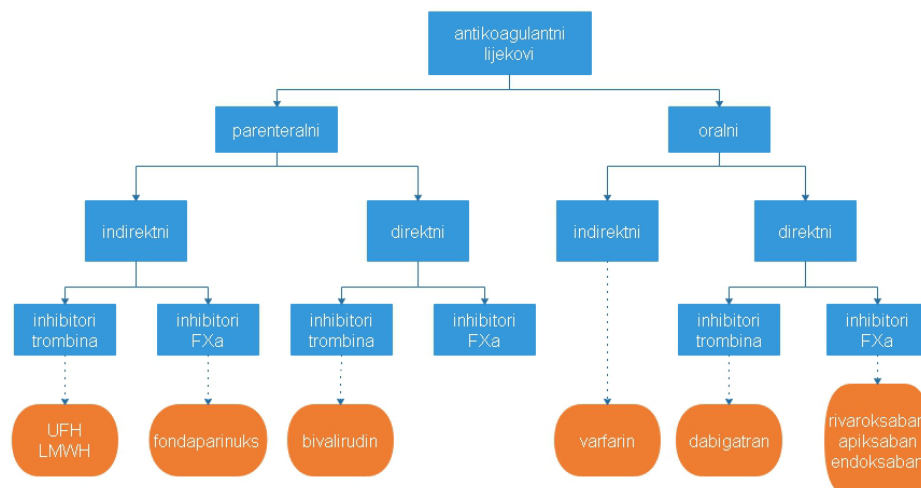 antikoagulantni
lijekovi
parenteralni
oralni
indirektni
direktni
indirektni
direktni
inhibitori
trombina
inhibitori
FXa
inhibitori
trombina
inhibitori
FXa
inhibitori
trombina
inhibitori
FXa
UFH
LMWH
fondaparinuks
bivalirudin
varfarin
dabigatran
rivaroksaban
apiksaban
endoksaban